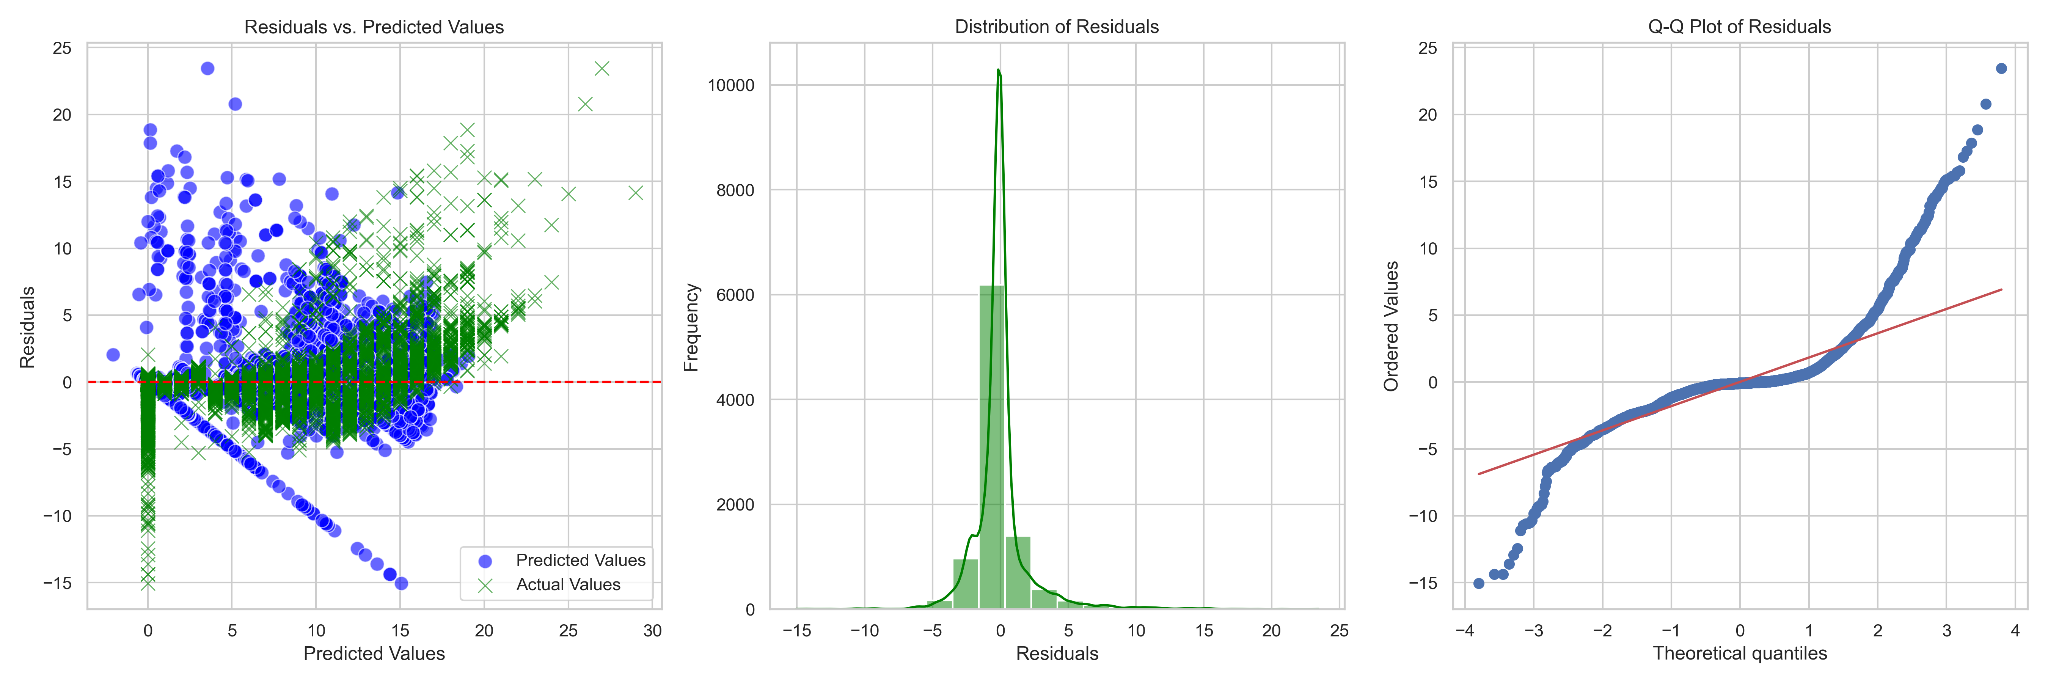 Residuals vs. Predicted Values
25
20
15
10
5
0
−5
−10
−15
Residuals
0 5 10 15 20 25 30
Predicted Values
Predicted Values
Actual Values
Distribution of Residuals
10000
8000
6000
4000
2000
0
Frequency
−15 −10 −5 0 5 10 15 20 25
Residuals
Q-Q Plot of Residuals
25
20
15
10
5
0
−5
−10
−15
Ordered Values
−4 −3 −2 −1 0 1 2 3 4
Theoretical quantiles